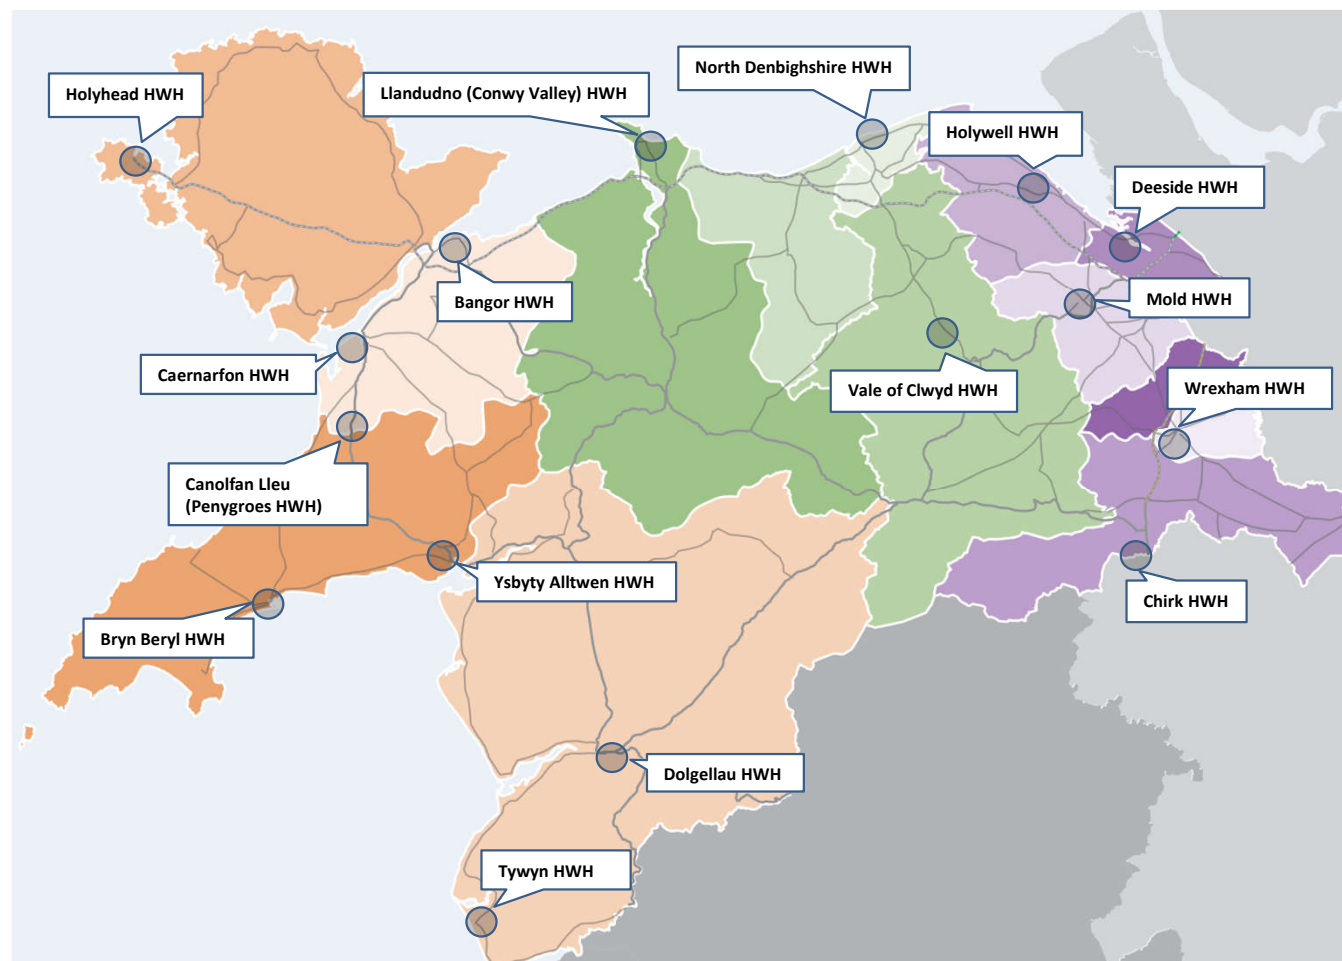 North Denbighshire HWH
Holyhead HWH
Llandudno (Conwy Valley) HWH
Holywell HWH
Deeside HWH
Bangor HWH
Mold HWH
Caernarfon HWH
Vale of Clwyd HWH
Wrexham HWH
Canolfan Lleu
(Penygroes HWH)
Ysbyty Alltwen HWH
Chirk HWH
Bryn Beryl HWH
Dolgellau HWH
Tywyn HWH